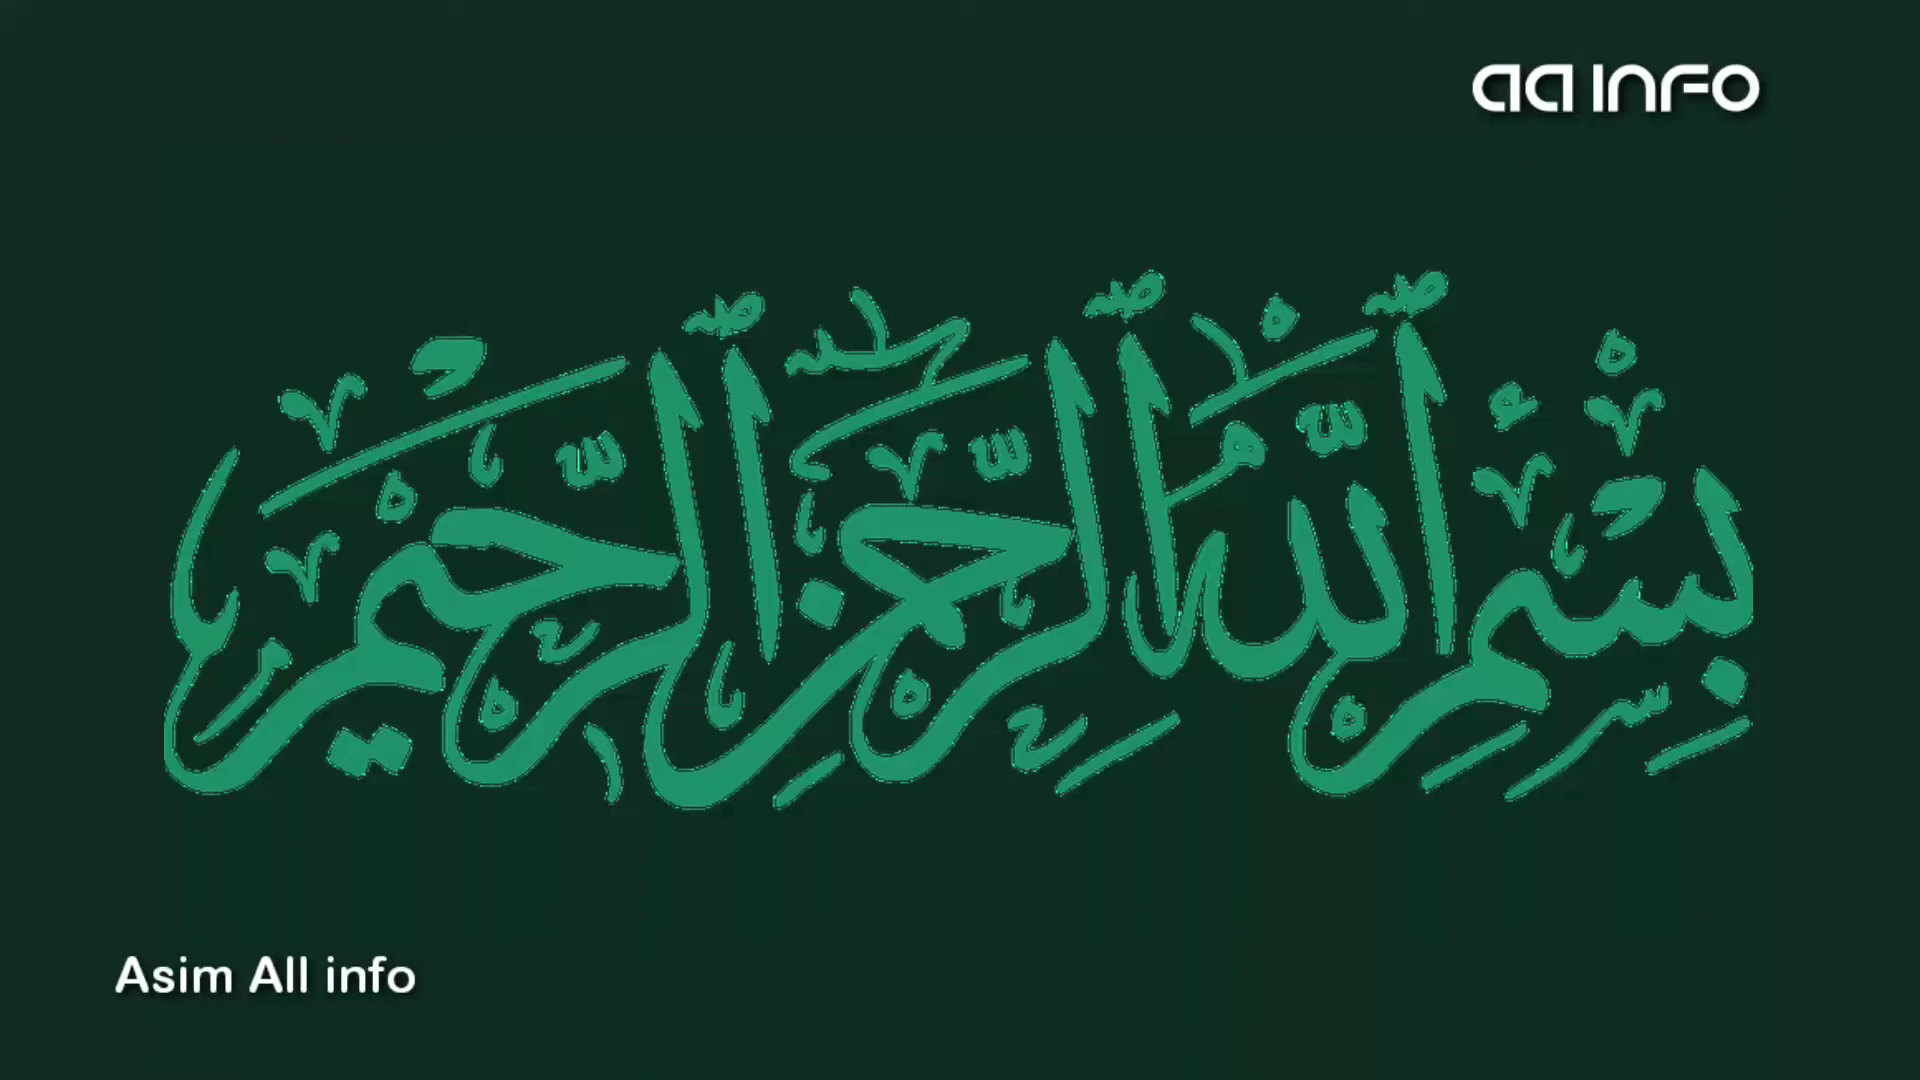 aa info
بِسْمِ ٱللَّهِ ٱلرَّحْمَٰنِ ٱلرَّحِيمِ
Asim All info